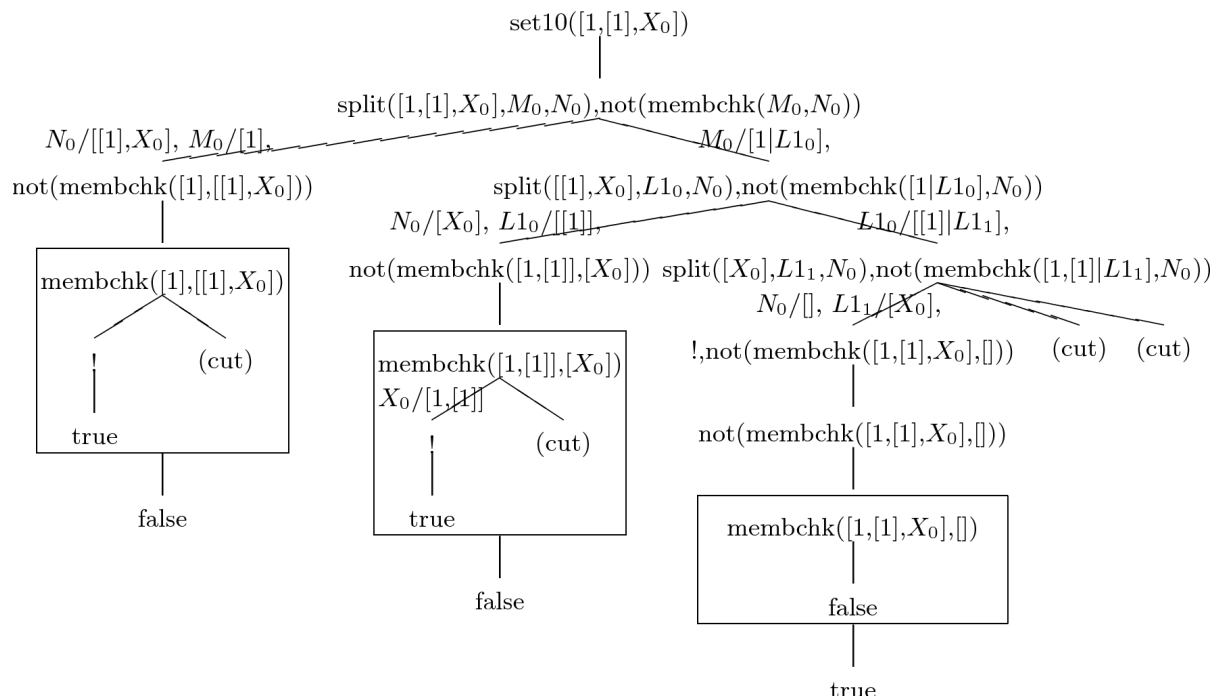 set10([1,[1],X0])
split([1,[1],X0],M0,N0),not(membchk(M0,N0))
N0/[[1],X0], M0/[1],
M0/[1|L10],
not(membchk([1],[[1],X0]))
split([[1],X0],L10,N0),not(membchk([1|L10],N0))
N0/[X0], L10/[[1]],
L10/[[1]|L11],
membchk([1],[[1],X0])
not(membchk([1,[1]],[X0]))
split([X0],L11,N0),not(membchk([1,[1]|L11],N0))
N0/[], L11/[X0],
!
(cut)
membchk([1,[1]],[X0])
X0/[1,[1]]
!,not(membchk([1,[1],X0],[]))
(cut)
(cut)
true
!
(cut)
not(membchk([1,[1],X0],[]))
false
true
membchk([1,[1],X0],[])
false
false
true